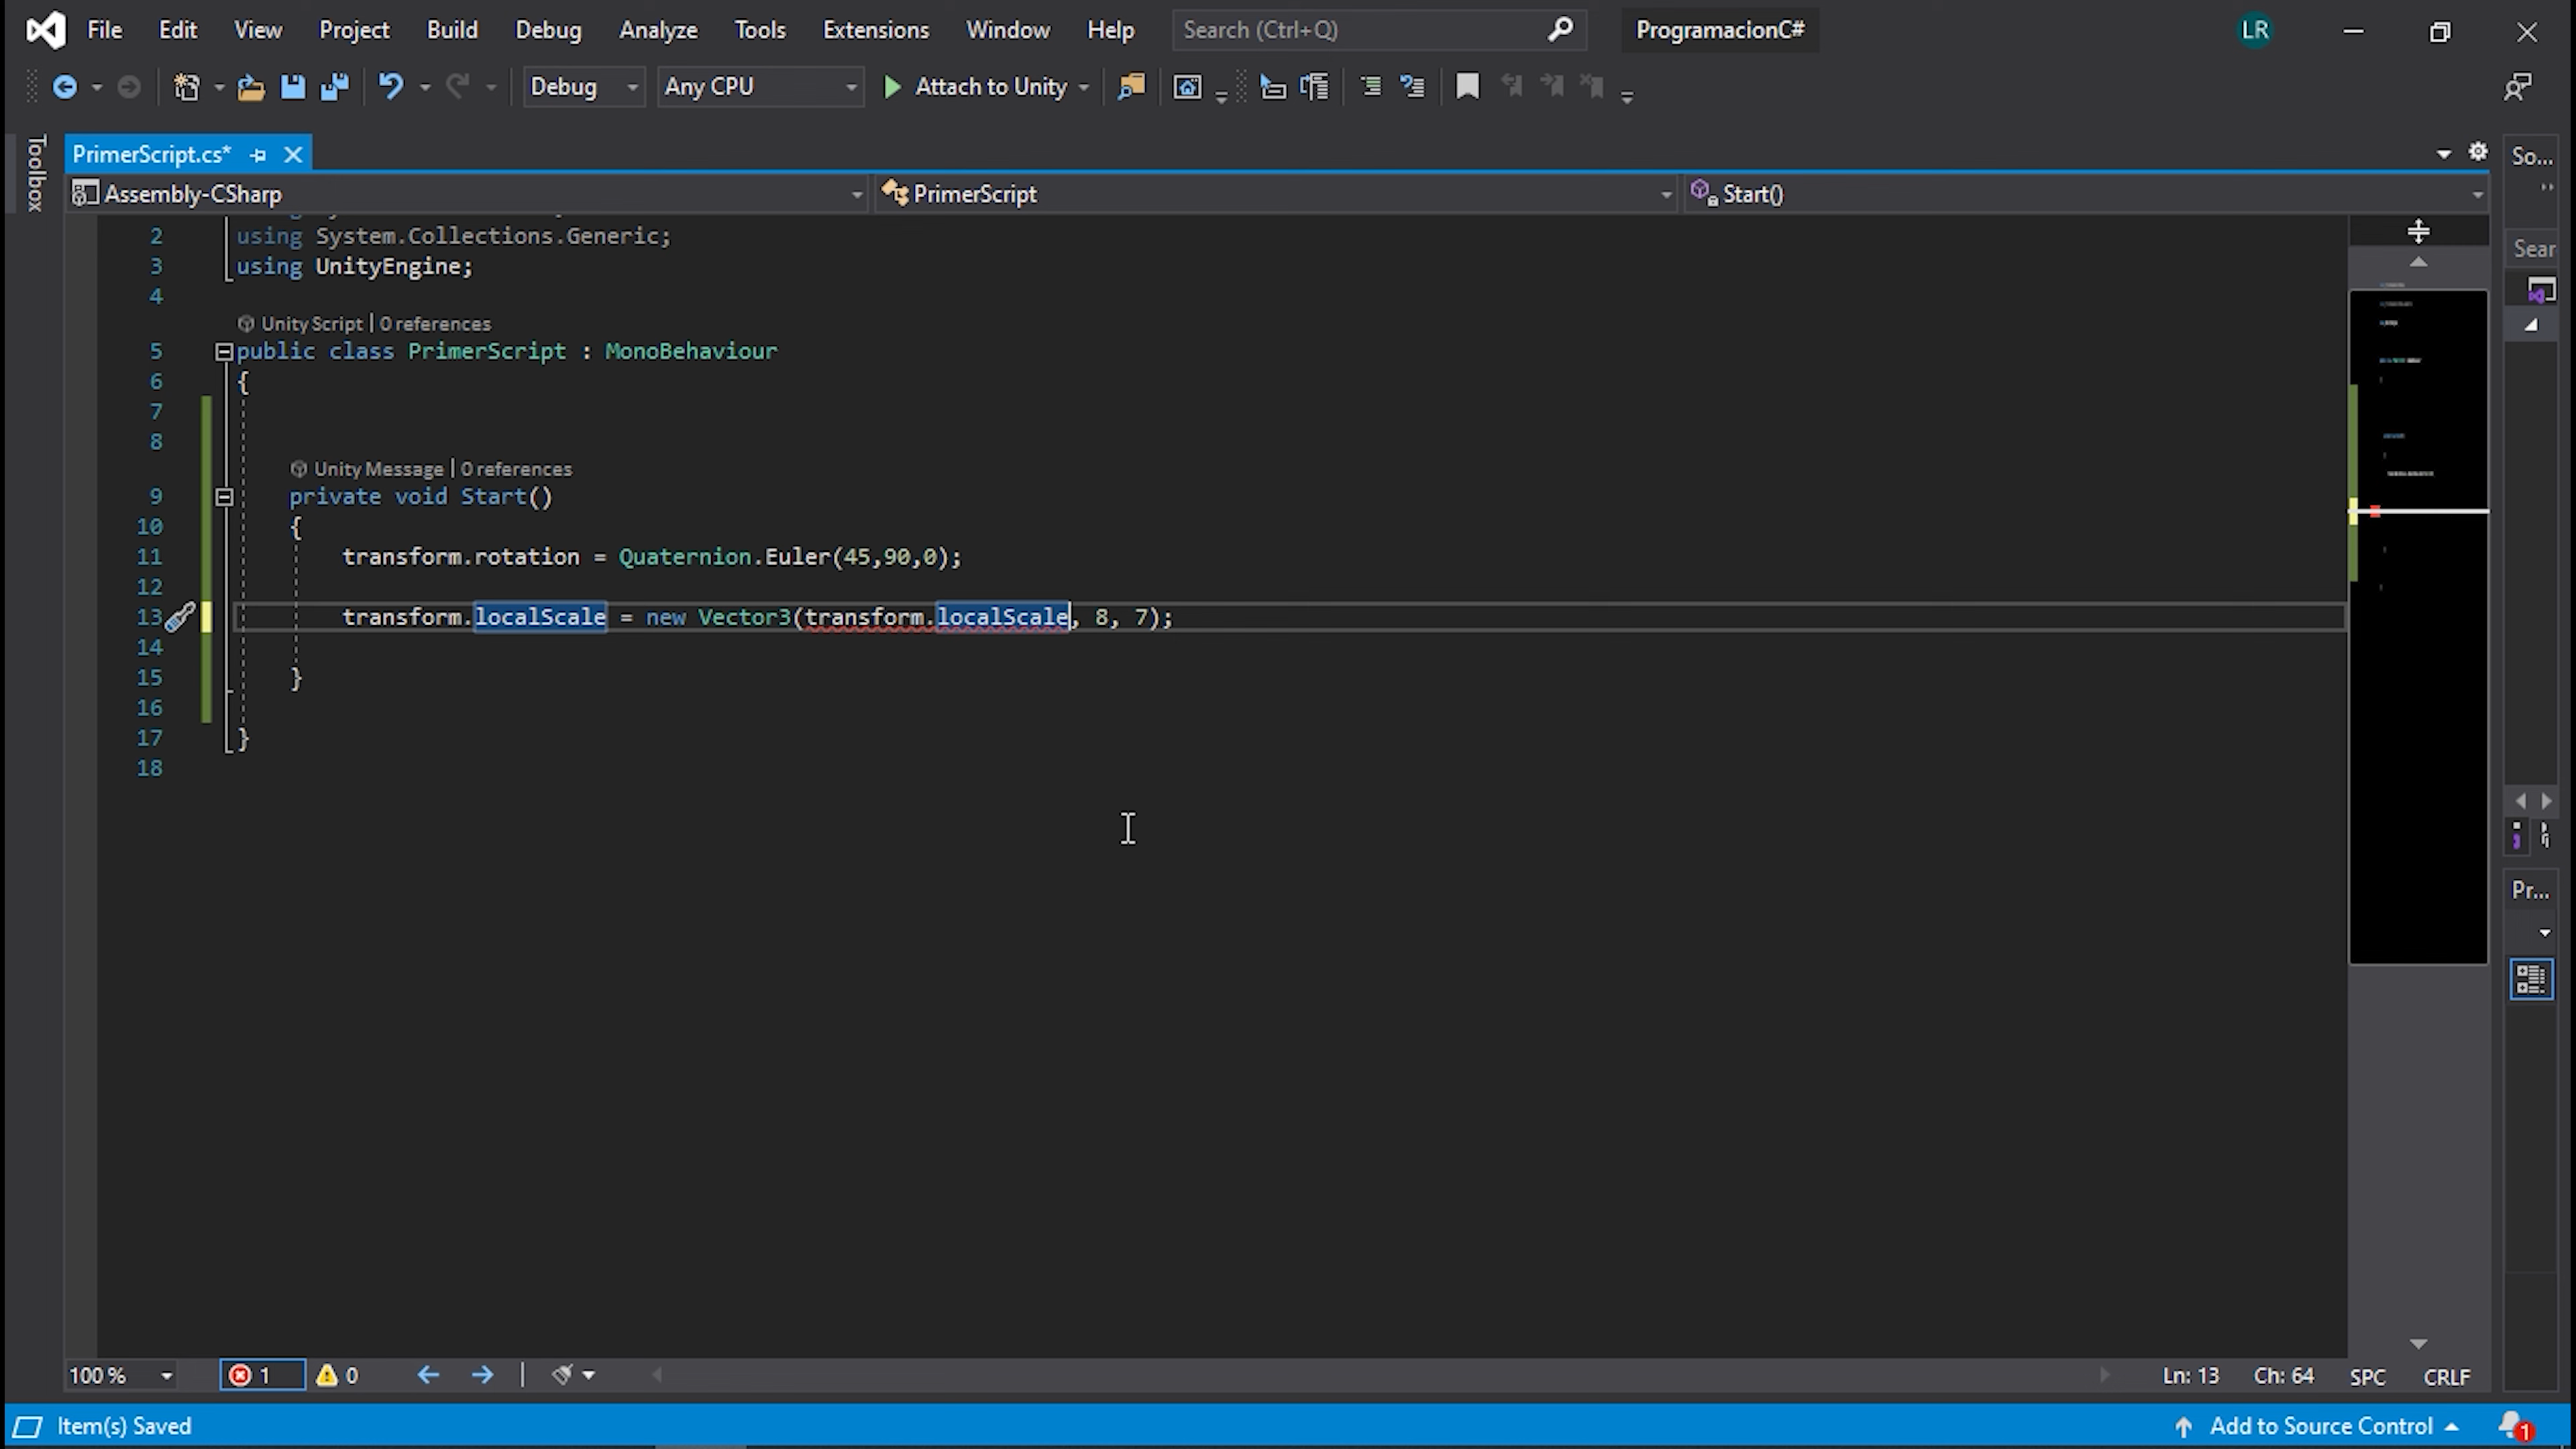 File Edit View Project Build Debug Analyze Tools Extensions Window Help Search (Ctrl+Q) ProgramacionC# LR
Debug Any CPU Attach to Unity
Toolbox
PrimerScript.cs*
So...
Assembly-CSharp PrimerScript Start()
2 using System.Collections.Generic;
Sear
3 using UnityEngine;
4
Unity Script | 0 references
5 public class PrimerScript : MonoBehaviour
6 {
7
8
Unity Message | 0 references
9 private void Start()
10 {
11 transform.rotation = Quaternion.Euler(45,90,0);
12
13 transform.localScale = new Vector3(transform.localScale, 8, 7);
14
15 }
16
17 }
18
Pr...
100 % 1 0 Ln: 13 Ch: 64 SPC CRLF
Item(s) Saved Add to Source Control 1